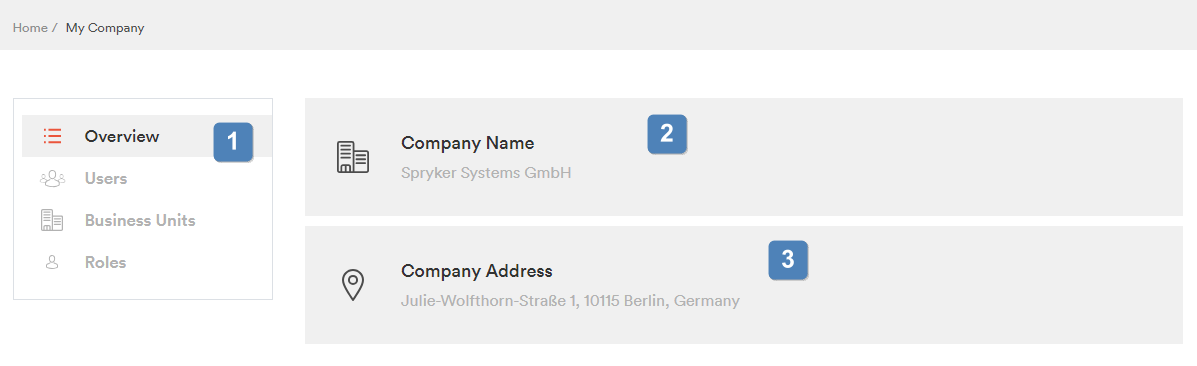 Home / My Company
Overview
1
Users
Business Units
Roles
Company Name
2
Spryker Systems GmbH
Company Address
3
Julie-Wolfthorn-Straße 1, 10115 Berlin, Germany